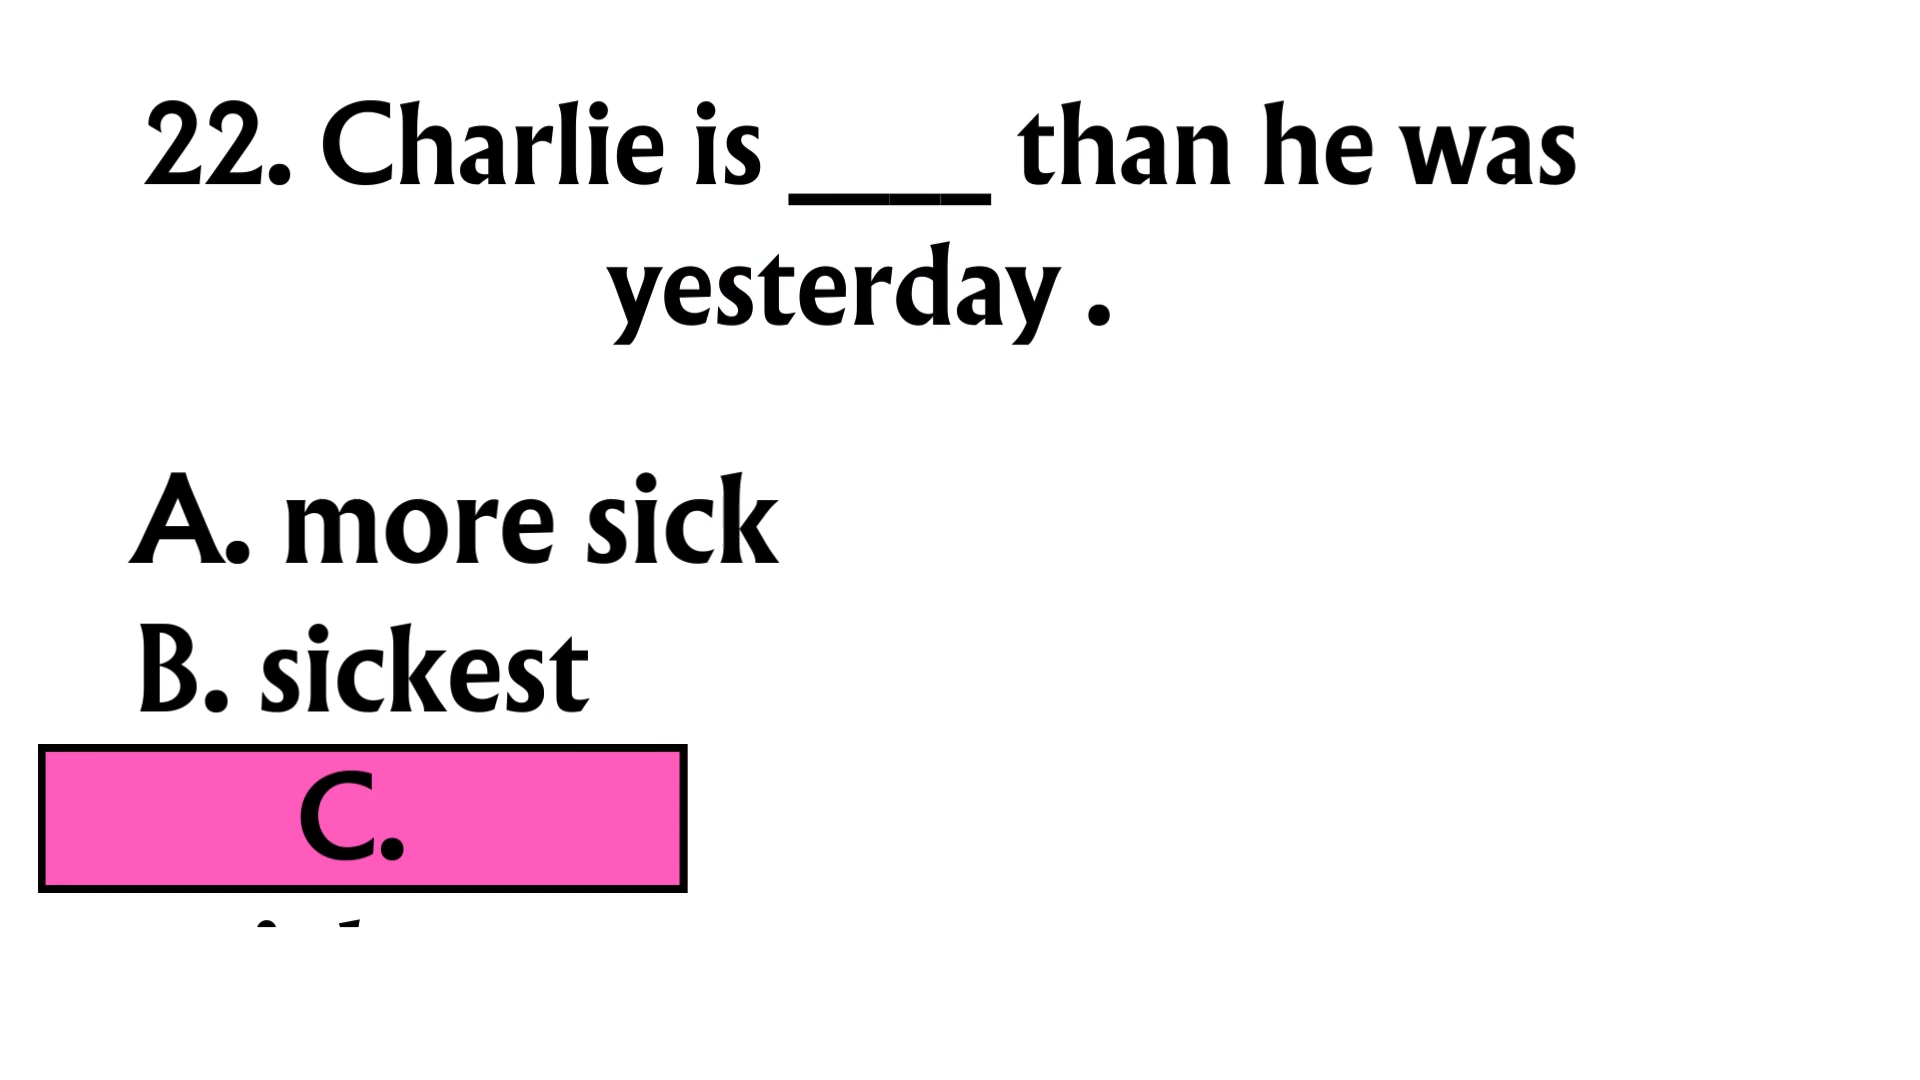 22. Charlie is ____ than he was
yesterday .
A. more sick
B. sickest
C.